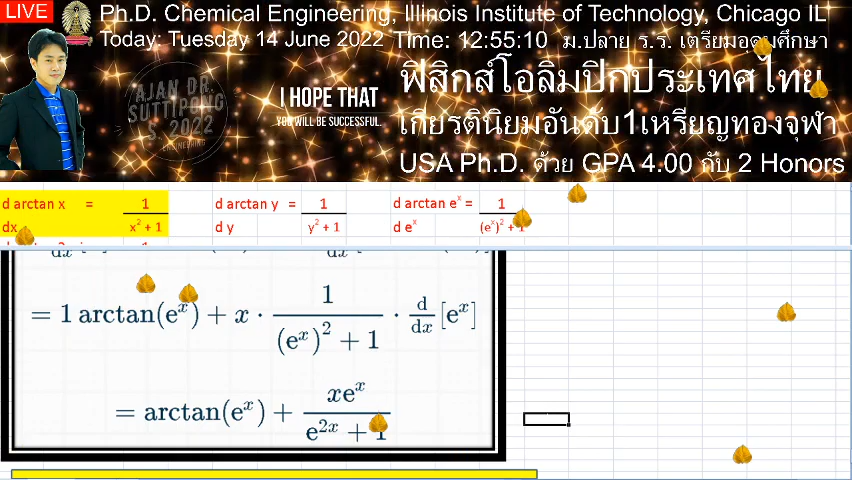 LIVE
Ph.D. Chemical Engineering, Illinois Institute of Technology, Chicago IL
Today: Tuesday 14 June 2022 Time: 12:55:10 ม.ปลาย ร.ร. เตรียมอุดมศึกษา
ฟิสิกส์โอลิมปิกประเทศไทย
AJAN DR. SUTTIPONG S. 2022
ENGINEERING
I HOPE THAT
YOU WILL BE SUCCESSFUL.
เกียรตินิยมอันดับ1เหรียญทองจุฬา
USA Ph.D. ด้วย GPA 4.00 กับ 2 Honors
d arctan x = 1 d arctan y = 1 d arctan eˣ = 1
dx x² + 1 d y y² + 1 d eˣ (eˣ)² + 1
= 1 arctan(eˣ) + x · 1/((eˣ)² + 1) · d/dx [eˣ]
= arctan(eˣ) + xeˣ/(e²ˣ + 1)